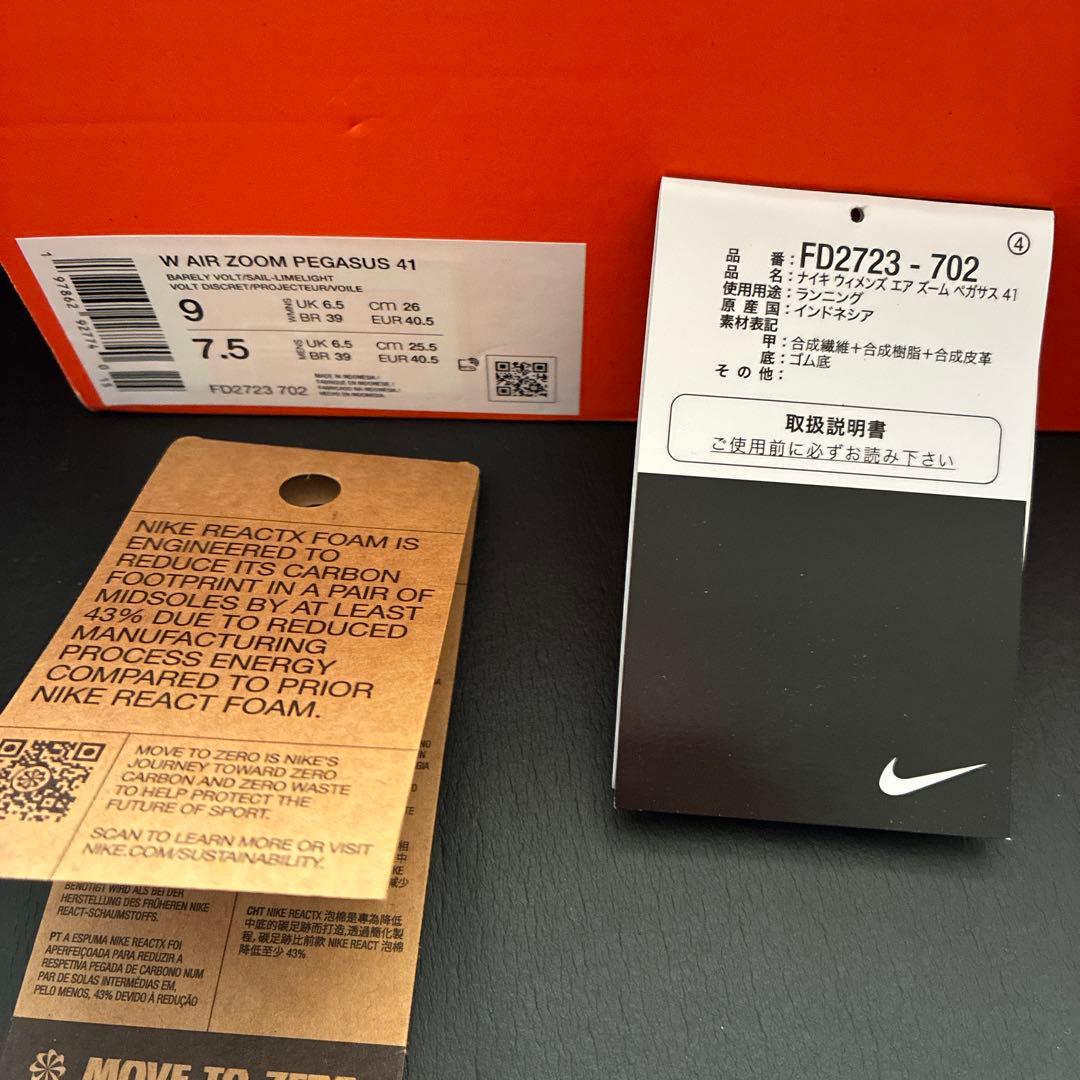 W AIR ZOOM PEGASUS 41
BARELY VOLT/SAIL-LIMELIGHT
VOLT DISCRET/PROJECTEUR/VOILE
9
WMNS
UK 6.5
BR 39
CM 26
EUR 40.5
7.5
MENS
UK 6.5
BR 39
CM 25.5
EUR 40.5
FD2723 702
MADE IN INDONESIA /
FABRIQUÉ EN INDONÉSIE /
FABRICADO NA INDONÉSIA /
HECHO EN INDONESIA
④
品番:FD2723 - 702
品名:ナイキ ウィメンズ エア ズーム ペガサス 41
使用用途:ランニング
原産国:インドネシア
素材表記
甲:合成繊維+合成樹脂+合成皮革
底:ゴム底
その他:
取扱説明書
ご使用前に必ずお読み下さい
NIKE REACTX FOAM IS
ENGINEERED TO
REDUCE ITS CARBON
FOOTPRINT IN A PAIR OF
MIDSOLES BY AT LEAST
43% DUE TO REDUCED
MANUFACTURING
PROCESS ENERGY
COMPARED TO PRIOR
NIKE REACT FOAM.
MOVE TO ZERO IS NIKE'S
JOURNEY TOWARD ZERO
CARBON AND ZERO WASTE
TO HELP PROTECT THE
FUTURE OF SPORT.
SCAN TO LEARN MORE OR VISIT
NIKE.COM/SUSTAINABILITY.
BENÖTIGT WIRD ALS BEI DER
HERSTELLUNG DES FRÜHEREN NIKE
REACT-SCHAUMSTOFFS.
PT A ESPUMA NIKE REACTX FOI
APERFEIÇOADA PARA REDUZIR A
RESPETIVA PEGADA DE CARBONO NUM
PAR DE SOLAS INTERMÉDIAS EM,
PELO MENOS, 43% DEVIDO À REDUÇÃO
CHT NIKE REACTX 泡棉是專為降低
中底的碳足跡而打造,透過簡化製
程, 碳足跡比前款 NIKE REACT 泡棉
降低至少 43%
MOVE TO ZERO